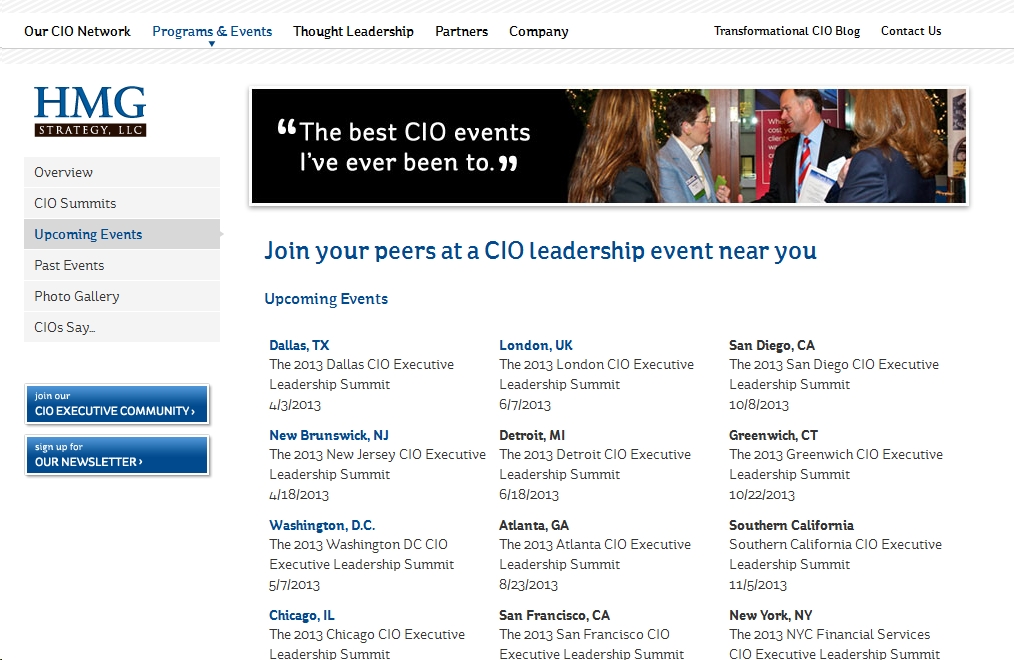 Our CIO Network Programs & Events Thought Leadership Partners Company Transformational CIO Blog Contact Us
HMG
STRATEGY, LLC
Overview
CIO Summits
Upcoming Events
Past Events
Photo Gallery
CIOs Say...
join our
CIO EXECUTIVE COMMUNITY ›
sign up for
OUR NEWSLETTER ›
“The best CIO events
I've ever been to.”
Join your peers at a CIO leadership event near you
Upcoming Events
Dallas, TX
The 2013 Dallas CIO Executive
Leadership Summit
4/3/2013
London, UK
The 2013 London CIO Executive
Leadership Summit
6/7/2013
San Diego, CA
The 2013 San Diego CIO Executive
Leadership Summit
10/8/2013
New Brunswick, NJ
The 2013 New Jersey CIO Executive
Leadership Summit
4/18/2013
Detroit, MI
The 2013 Detroit CIO Executive
Leadership Summit
6/18/2013
Greenwich, CT
The 2013 Greenwich CIO Executive
Leadership Summit
10/22/2013
Washington, D.C.
The 2013 Washington DC CIO
Executive Leadership Summit
5/7/2013
Atlanta, GA
The 2013 Atlanta CIO Executive
Leadership Summit
8/23/2013
Southern California
Southern California CIO Executive
Leadership Summit
11/5/2013
Chicago, IL
The 2013 Chicago CIO Executive
Leadership Summit
San Francisco, CA
The 2013 San Francisco CIO
Executive Leadership Summit
New York, NY
The 2013 NYC Financial Services
CIO Executive Leadership Summit